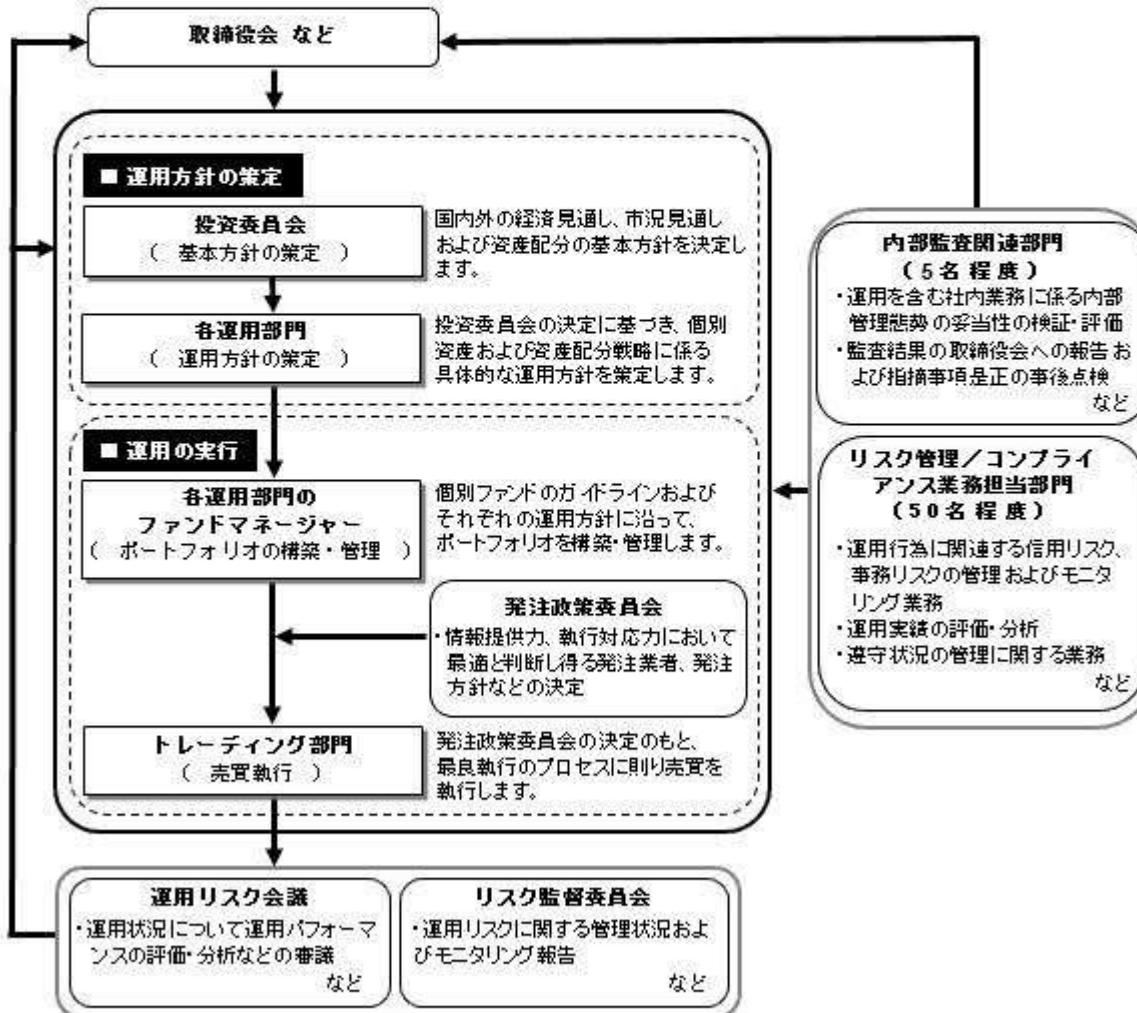 取締役会 など
■ 運用方針の策定
投資委員会
（ 基本方針の策定 ）
国内外の経済見通し、市況見通し
および資産配分の基本方針を決定し
ます。
各運用部門
（ 運用方針の策定 ）
投資委員会の決定に基づき、個別
資産および資産配分戦略に係る
具体的な運用方針を策定します。
■ 運用の実行
各運用部門の
ファンドマネージャー
（ ポートフォリオの構築・管理 ）
個別ファンドのガイドラインおよび
それぞれの運用方針に沿って、
ポートフォリオを構築・管理します。
発注政策委員会
・情報提供力、執行対応力において
最適と判断し得る発注業者、発注
方針などの決定
トレーディング部門
（ 売買執行 ）
発注政策委員会の決定のもと、
最良執行のプロセスに則り売買を
執行します。
運用リスク会議
・運用状況について運用パフォーマ
ンスの評価・分析などの審議
など
リスク監督委員会
・運用リスクに関する管理状況およ
びモニタリング報告
など
内部監査関連部門
（５名程度）
・運用を含む社内業務に係る内部
管理態勢の妥当性の検証・評価
・監査結果の取締役会への報告お
よび指摘事項是正の事後点検
など
リスク管理／コンプライ
アンス業務担当部門
（５０名程度）
・運用行為に関連する信用リスク、
事務リスクの管理およびモニタ
リング業務
・運用実績の評価・分析
・遵守状況の管理に関する業務
など